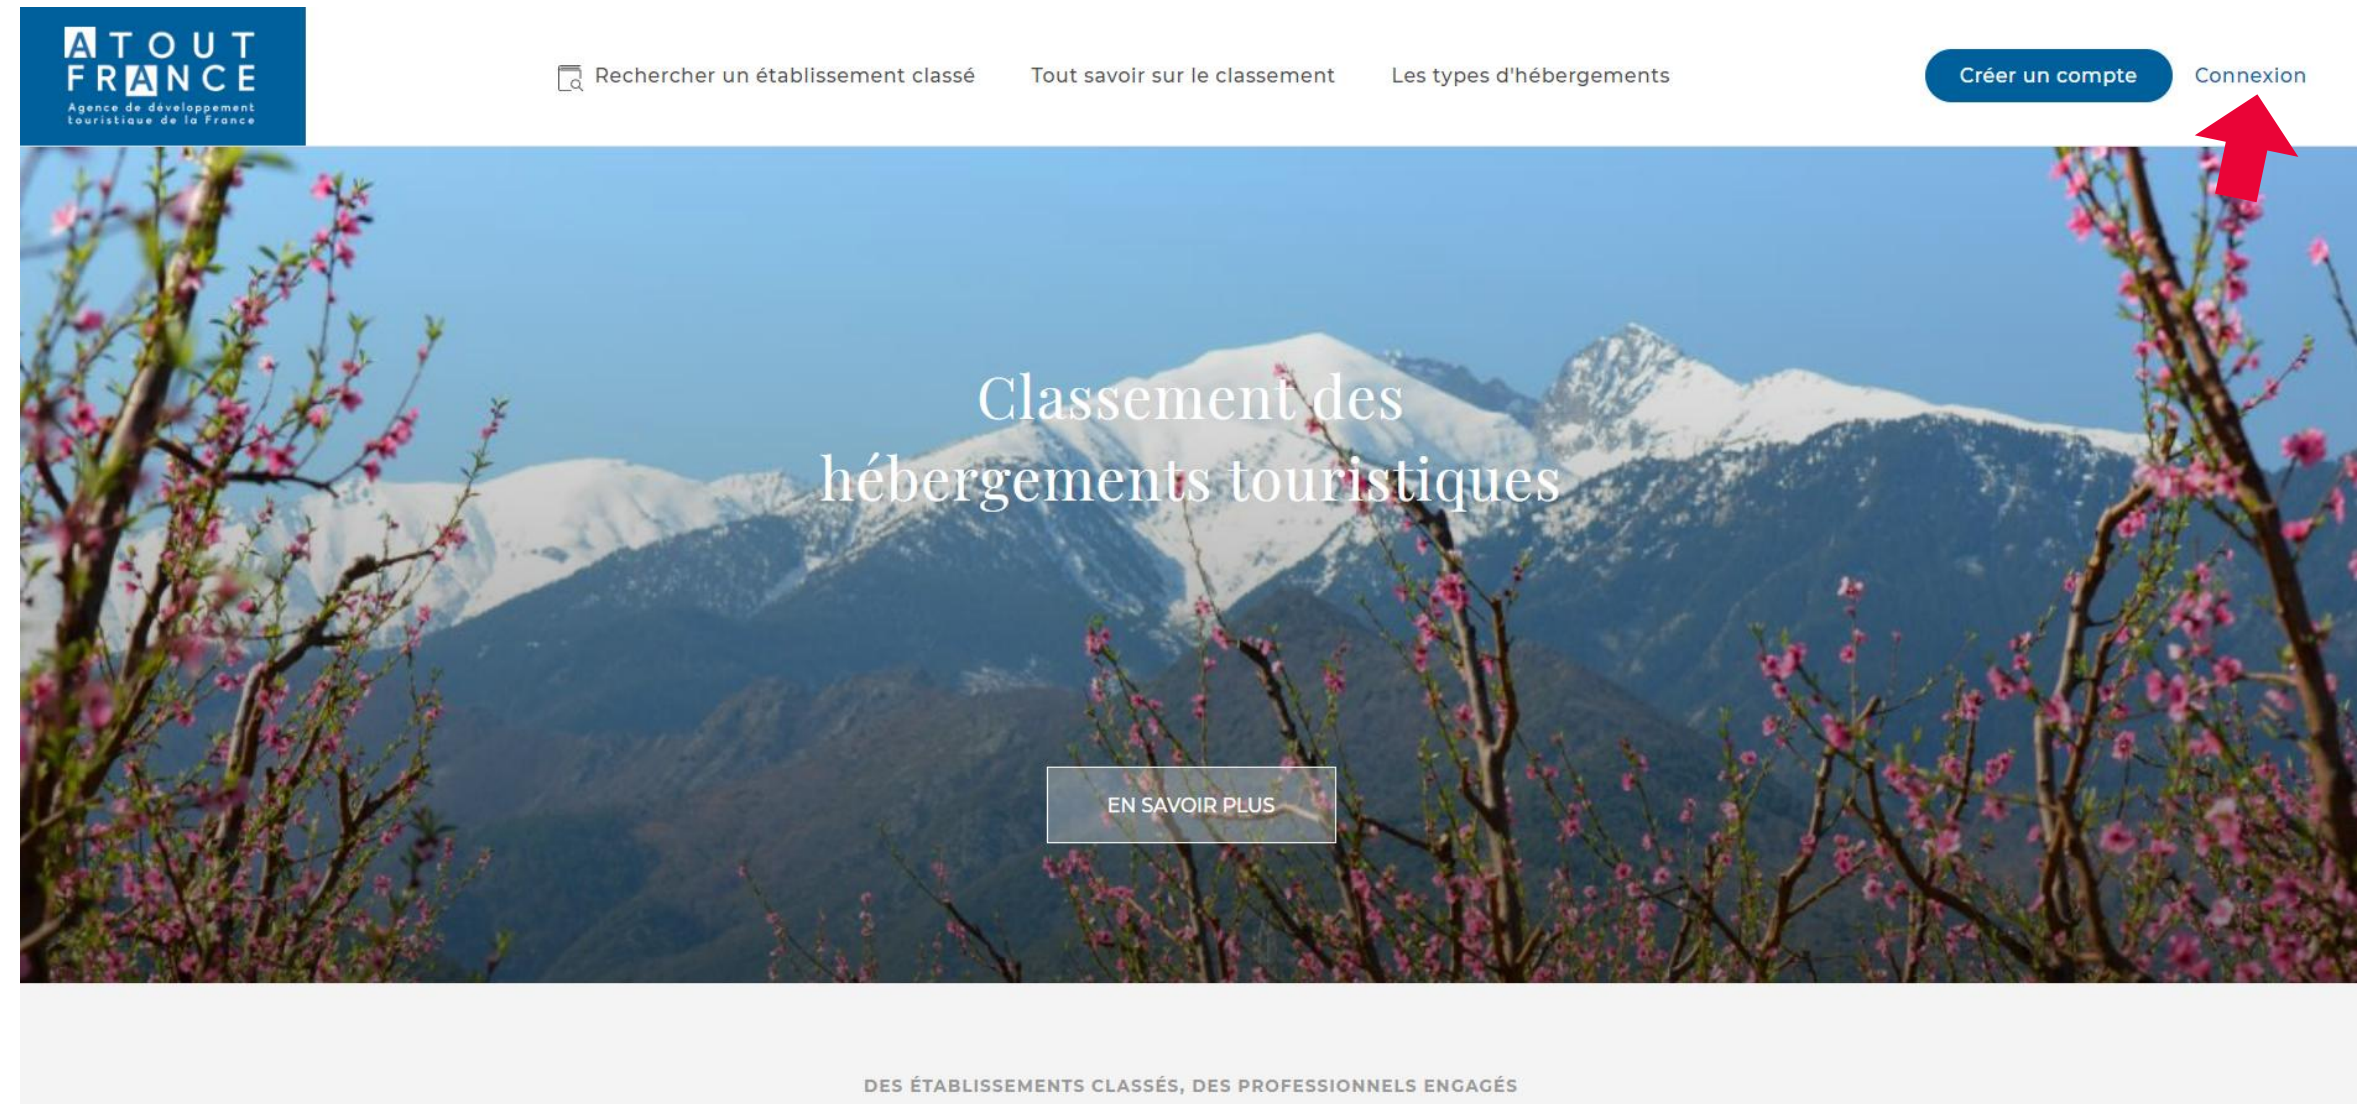 ATOUT
FRANCE
Agence de développement
touristique de la France
Rechercher un établissement classé
Tout savoir sur le classement
Les types d'hébergements
Créer un compte
Connexion
Classement des
hébergements touristiques
EN SAVOIR PLUS
DES ÉTABLISSEMENTS CLASSÉS, DES PROFESSIONNELS ENGAGÉS